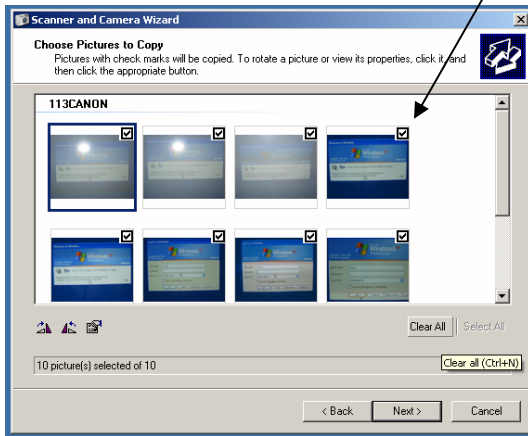 Scanner and Camera Wizard
Choose Pictures to Copy
Pictures with check marks will be copied. To rotate a picture or view its properties, click it, and
then click the appropriate button.
113CANON
Clear All Select All
10 picture(s) selected of 10
Clear all (Ctrl+N)
< Back Next > Cancel